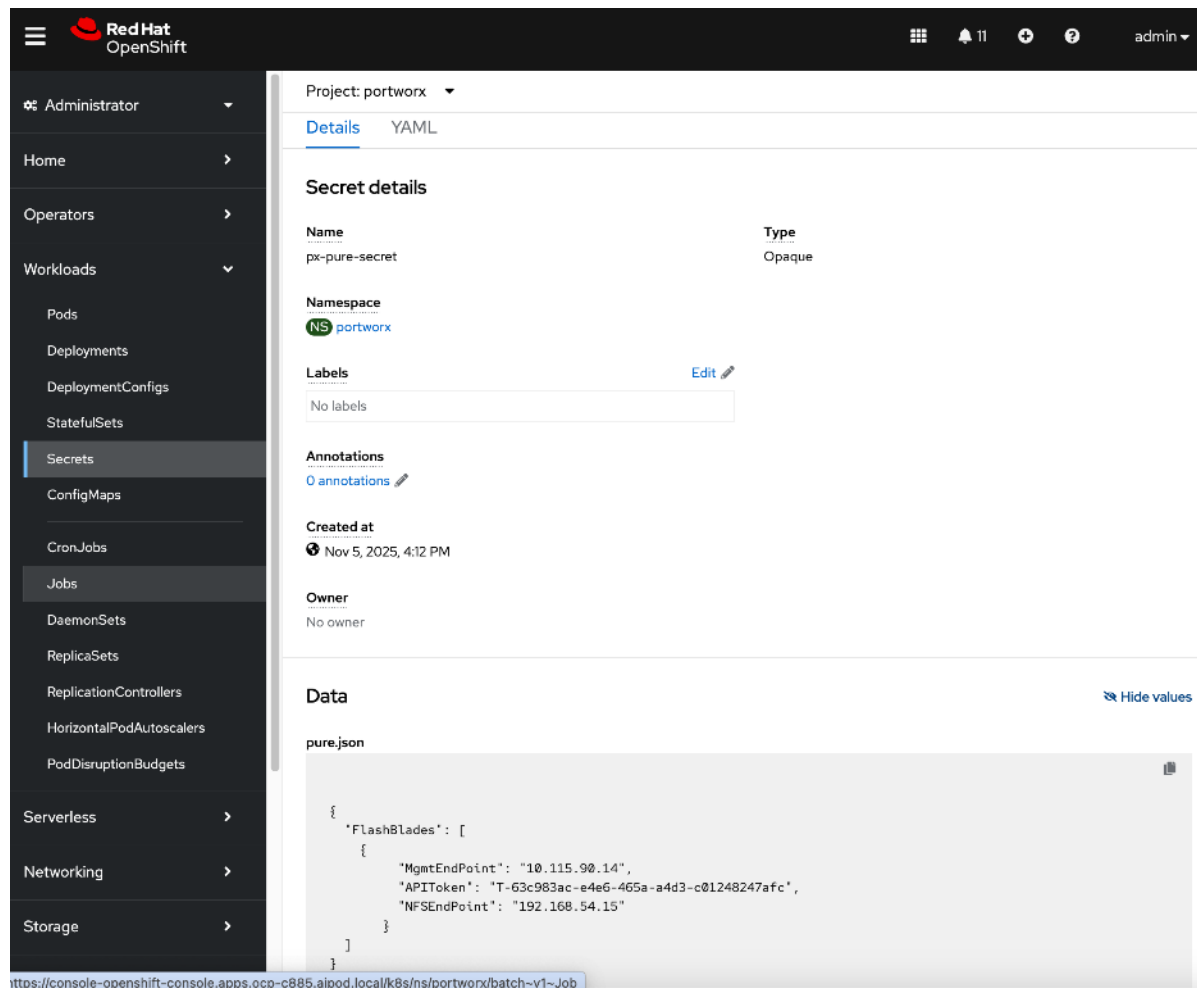 Red Hat
OpenShift
11
admin
Administrator
Home
Operators
Workloads
Pods
Deployments
DeploymentConfigs
StatefulSets
Secrets
ConfigMaps
CronJobs
Jobs
DaemonSets
ReplicaSets
ReplicationControllers
HorizontalPodAutoscalers
PodDisruptionBudgets
Serverless
Networking
Storage
Project: portworx
Details YAML
Secret details
Name
px-pure-secret
Type
Opaque
Namespace
NS portworx
Labels
Edit
No labels
Annotations
0 annotations
Created at
Nov 5, 2025, 4:12 PM
Owner
No owner
Data
Hide values
pure.json
{
"FlashBlades": [
{
"MgmtEndPoint": "10.115.90.14",
"APIToken": "T-63c983ac-e4e6-465a-a4d3-c01248247afc",
"NFSEndPoint": "192.168.54.15"
}
]
}
https://console-openshift-console.apps.ocp-c885.aipod.local/k8s/ns/portworx/batch~v1~Job